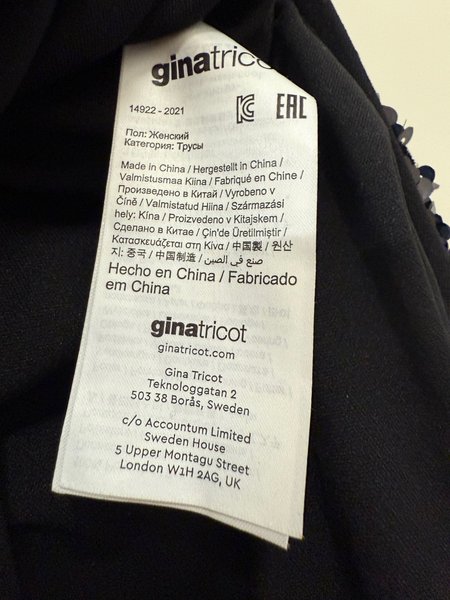 ginatricot
14922 - 2021
EAC
Пол: Женский
Категория: Трусы
Made in China / Hergestellt in China /
Valmistusmaa Kiina / Fabriqué en Chine /
Произведено в Китай / Vyrobeno v
Číně / Valmistatud Hiina / Származási
hely: Kína / Proizvedeno v Kitajskem /
Сделано в Китае / Çin'de Üretilmiştir /
Κατασκευάζεται στη Κίνα / 中国製 / 원산
지: 중국 / 中国制造 / صنع في الصين
Hecho en China / Fabricado
em China
ginatricot
ginatricot.com
Gina Tricot
Teknologgatan 2
503 38 Borås, Sweden
c/o Accountum Limited
Sweden House
5 Upper Montagu Street
London W1H 2AG, UK